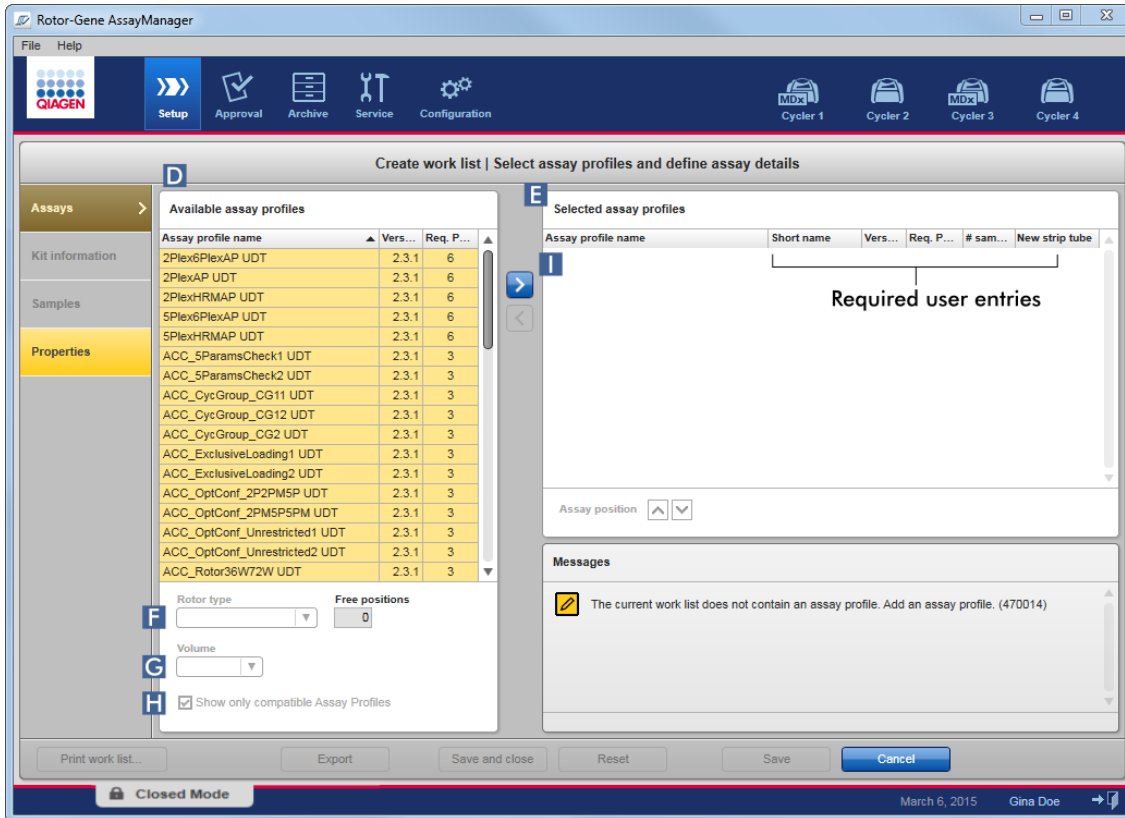 Rotor-Gene AssayManager
File Help
QIAGEN
Setup Approval Archive Service Configuration
MDx MDx
Cycler 1 Cycler 2 Cycler 3 Cycler 4
Create work list | Select assay profiles and define assay details
D
E
Assays
Kit information
Samples
Properties
Available assay profiles
Assay profile name Vers... Req. P...
2Plex6PlexAP UDT 2.3.1 6
2PlexAP UDT 2.3.1 6
2PlexHRMAP UDT 2.3.1 6
5Plex6PlexAP UDT 2.3.1 6
5PlexHRMAP UDT 2.3.1 6
ACC_5ParamsCheck1 UDT 2.3.1 3
ACC_5ParamsCheck2 UDT 2.3.1 3
ACC_CycGroup_CG11 UDT 2.3.1 3
ACC_CycGroup_CG12 UDT 2.3.1 3
ACC_CycGroup_CG2 UDT 2.3.1 3
ACC_ExclusiveLoading1 UDT 2.3.1 3
ACC_ExclusiveLoading2 UDT 2.3.1 3
ACC_OptConf_2P2PM5P UDT 2.3.1 3
ACC_OptConf_2PM5P5PM UDT 2.3.1 3
ACC_OptConf_Unrestricted1 UDT 2.3.1 3
ACC_OptConf_Unrestricted2 UDT 2.3.1 3
ACC_Rotor36W72W UDT 2.3.1 3
Rotor type Free positions
F
0
Volume
G
H
Show only compatible Assay Profiles
Selected assay profiles
Assay profile name Short name Vers... Req. P... # sam... New strip tube
I
Required user entries
Assay position
Messages
The current work list does not contain an assay profile. Add an assay profile. (470014)
Print work list... Export Save and close Reset Save Cancel
Closed Mode
March 6, 2015 Gina Doe